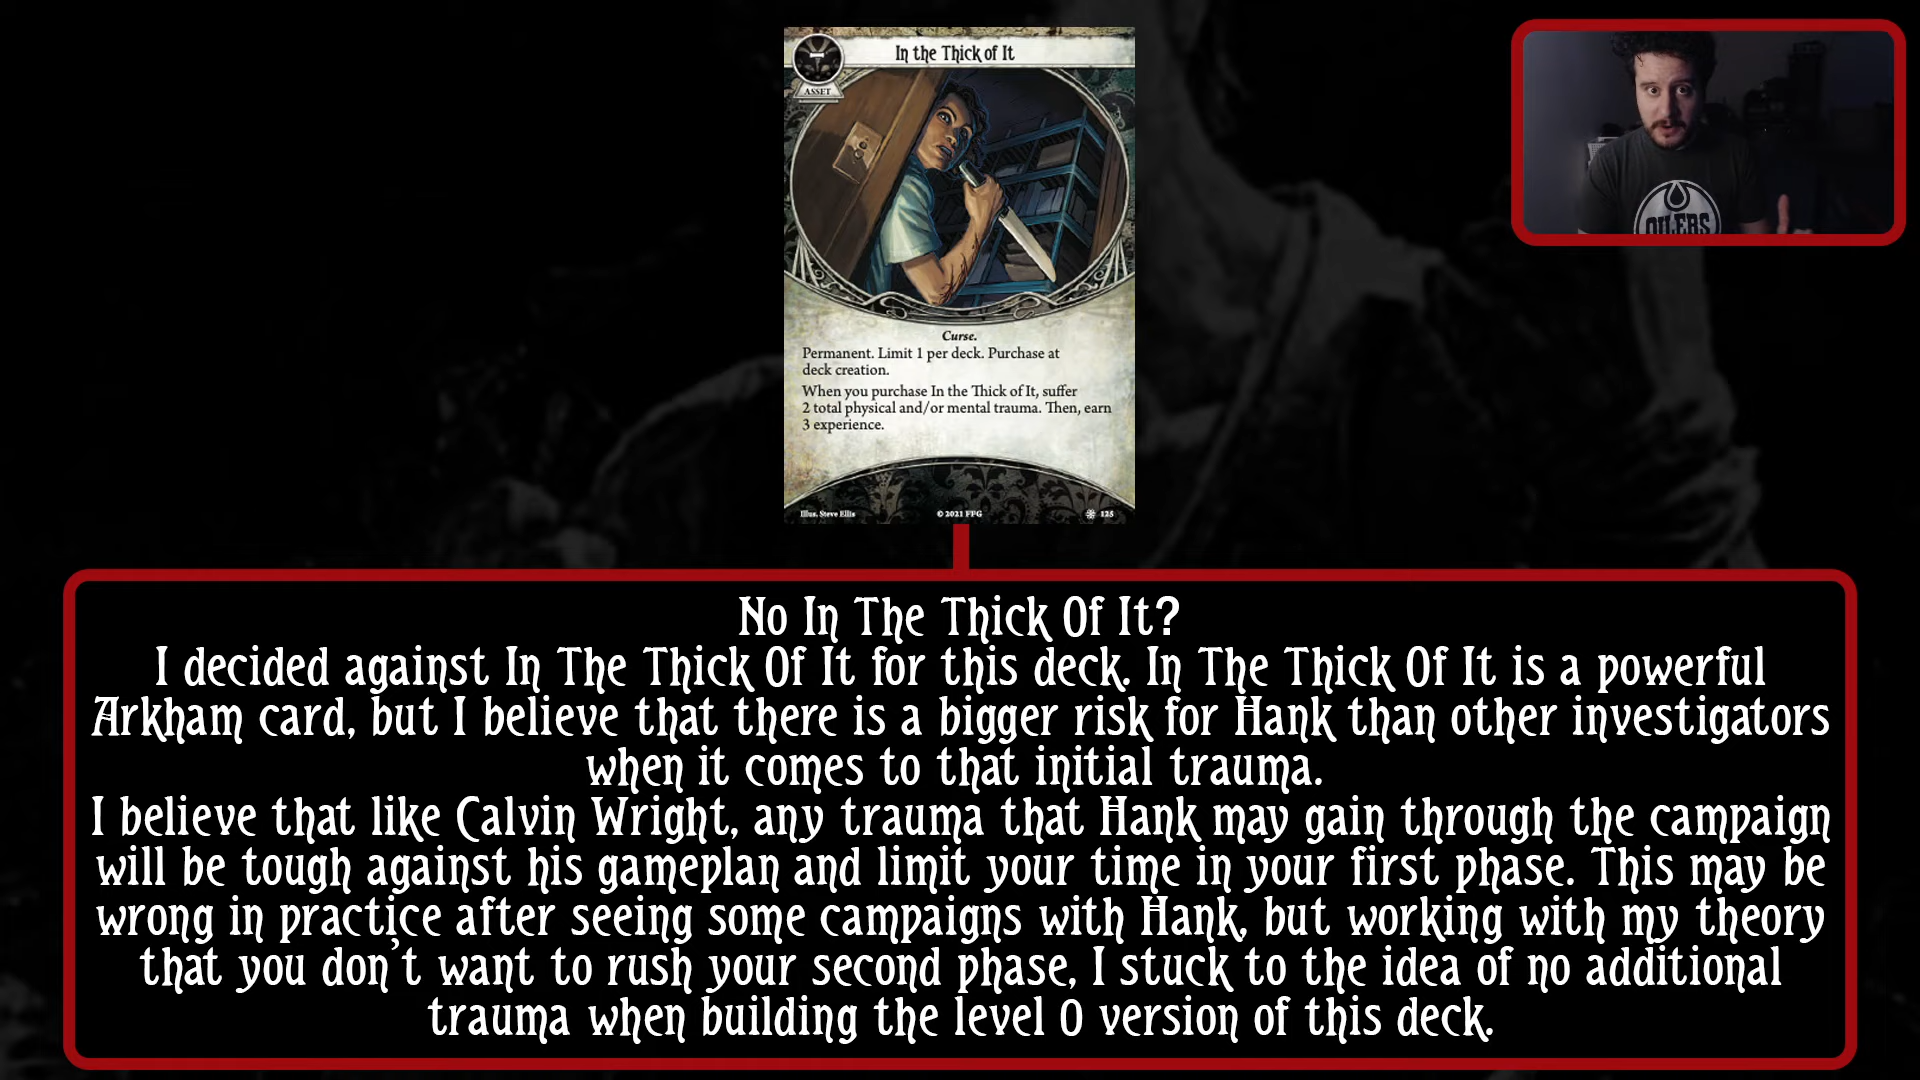 In the Thick of It
ASSET
Curse.
Permanent. Limit 1 per deck. Purchase at
deck creation.
When you purchase In the Thick of It, suffer
2 total physical and/or mental trauma. Then, earn
3 experience.
Illus. Steve Ellis
© 2021 FFG
125
OILERS
No In The Thick Of It?
I decided against In The Thick Of It for this deck. In The Thick Of It is a powerful
Arkham card, but I believe that there is a bigger risk for Hank than other investigators
when it comes to that initial trauma.
I believe that like Calvin Wright, any trauma that Hank may gain through the campaign
will be tough against his gameplan and limit your time in your first phase. This may be
wrong in practice after seeing some campaigns with Hank, but working with my theory
that you don't want to rush your second phase, I stuck to the idea of no additional
trauma when building the level 0 version of this deck.